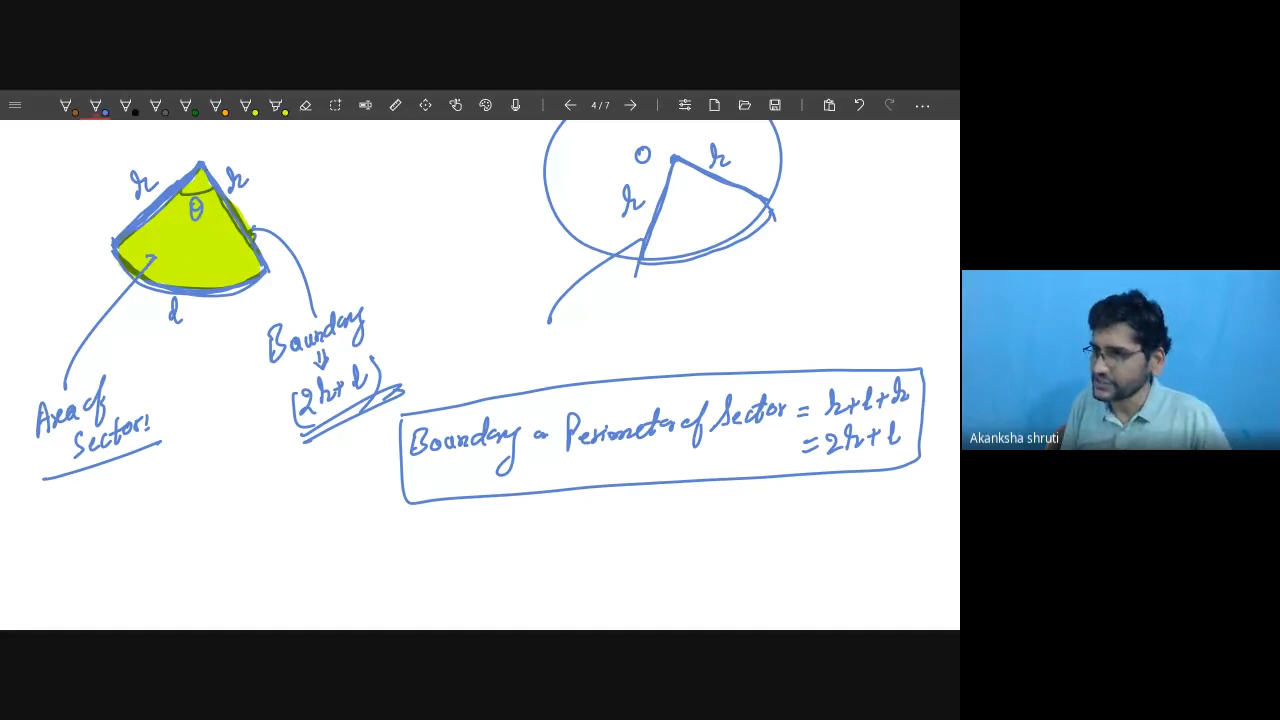 4/7
O
r
r
r
r
θ
l
Boundary
⇓
(2r+l)
Area of
Sector!
Boundary or Perimeter of Sector = r+l+r
= 2r+l
Akanksha shruti